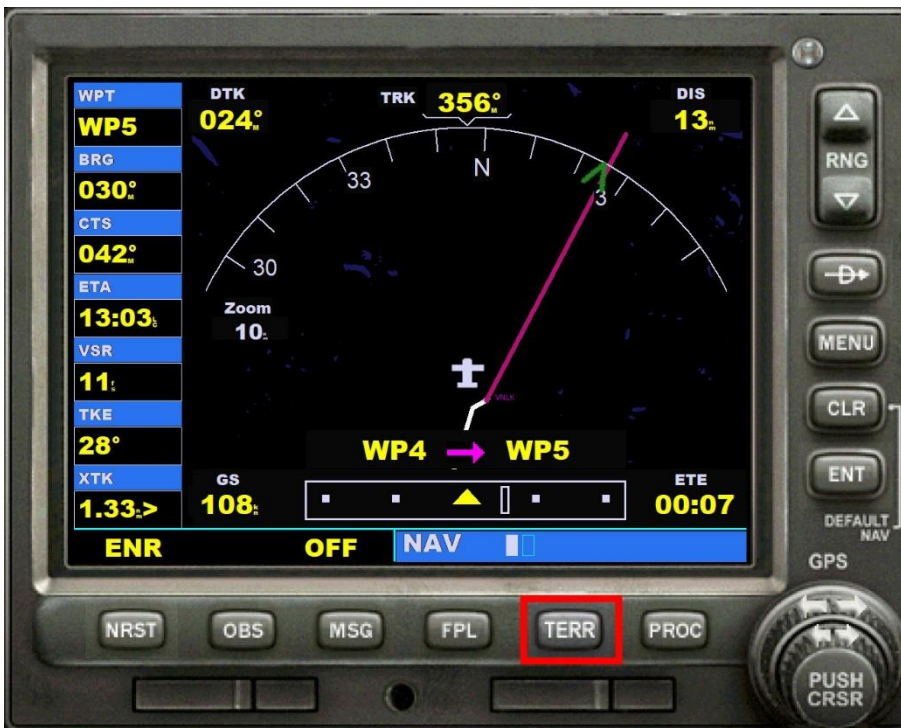 WPT
WP5
BRG
030°M
CTS
042°M
ETA
13:03
VSR
11
TKE
28°
XTK
1.33 >
DTK
024°M
TRK 356°M
DIS
13
33
N
3
30
Zoom
10
VNLK
WP4 → WP5
GS
108
ETE
00:07
ENR OFF NAV
RNG
D
MENU
CLR
ENT
DEFAULT
NAV
GPS
NRST OBS MSG FPL TERR PROC
PUSH
CRSR